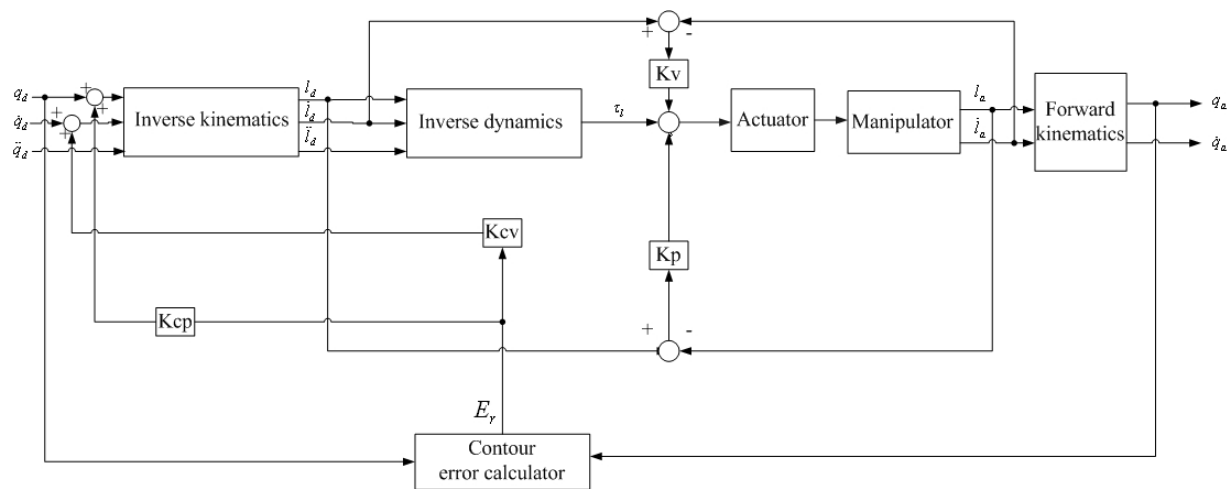 + -
Kv
q_d + l_d l_a q_a
+
q̇_d + Inverse kinematics l̇_d Inverse dynamics τ_l Actuator Manipulator l̇_a Forward kinematics q̇_a
+
q̈_d l̈_d
Kcv
Kp
Kcp
+ -
E_γ
Contour
error calculator